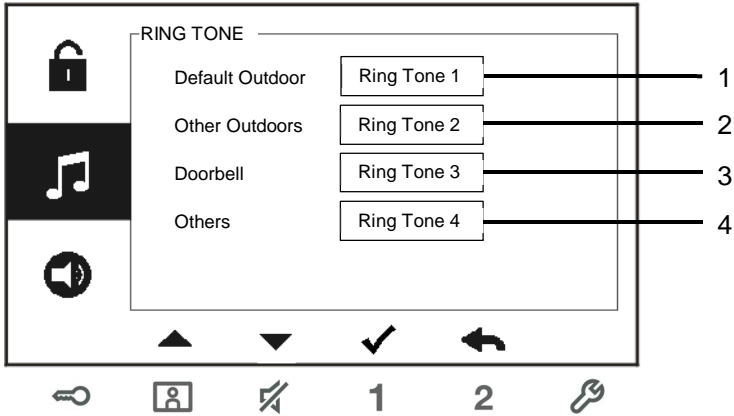 RING TONE
Default Outdoor Ring Tone 1 1
Other Outdoors Ring Tone 2 2
Doorbell Ring Tone 3 3
Others Ring Tone 4 4
1 2